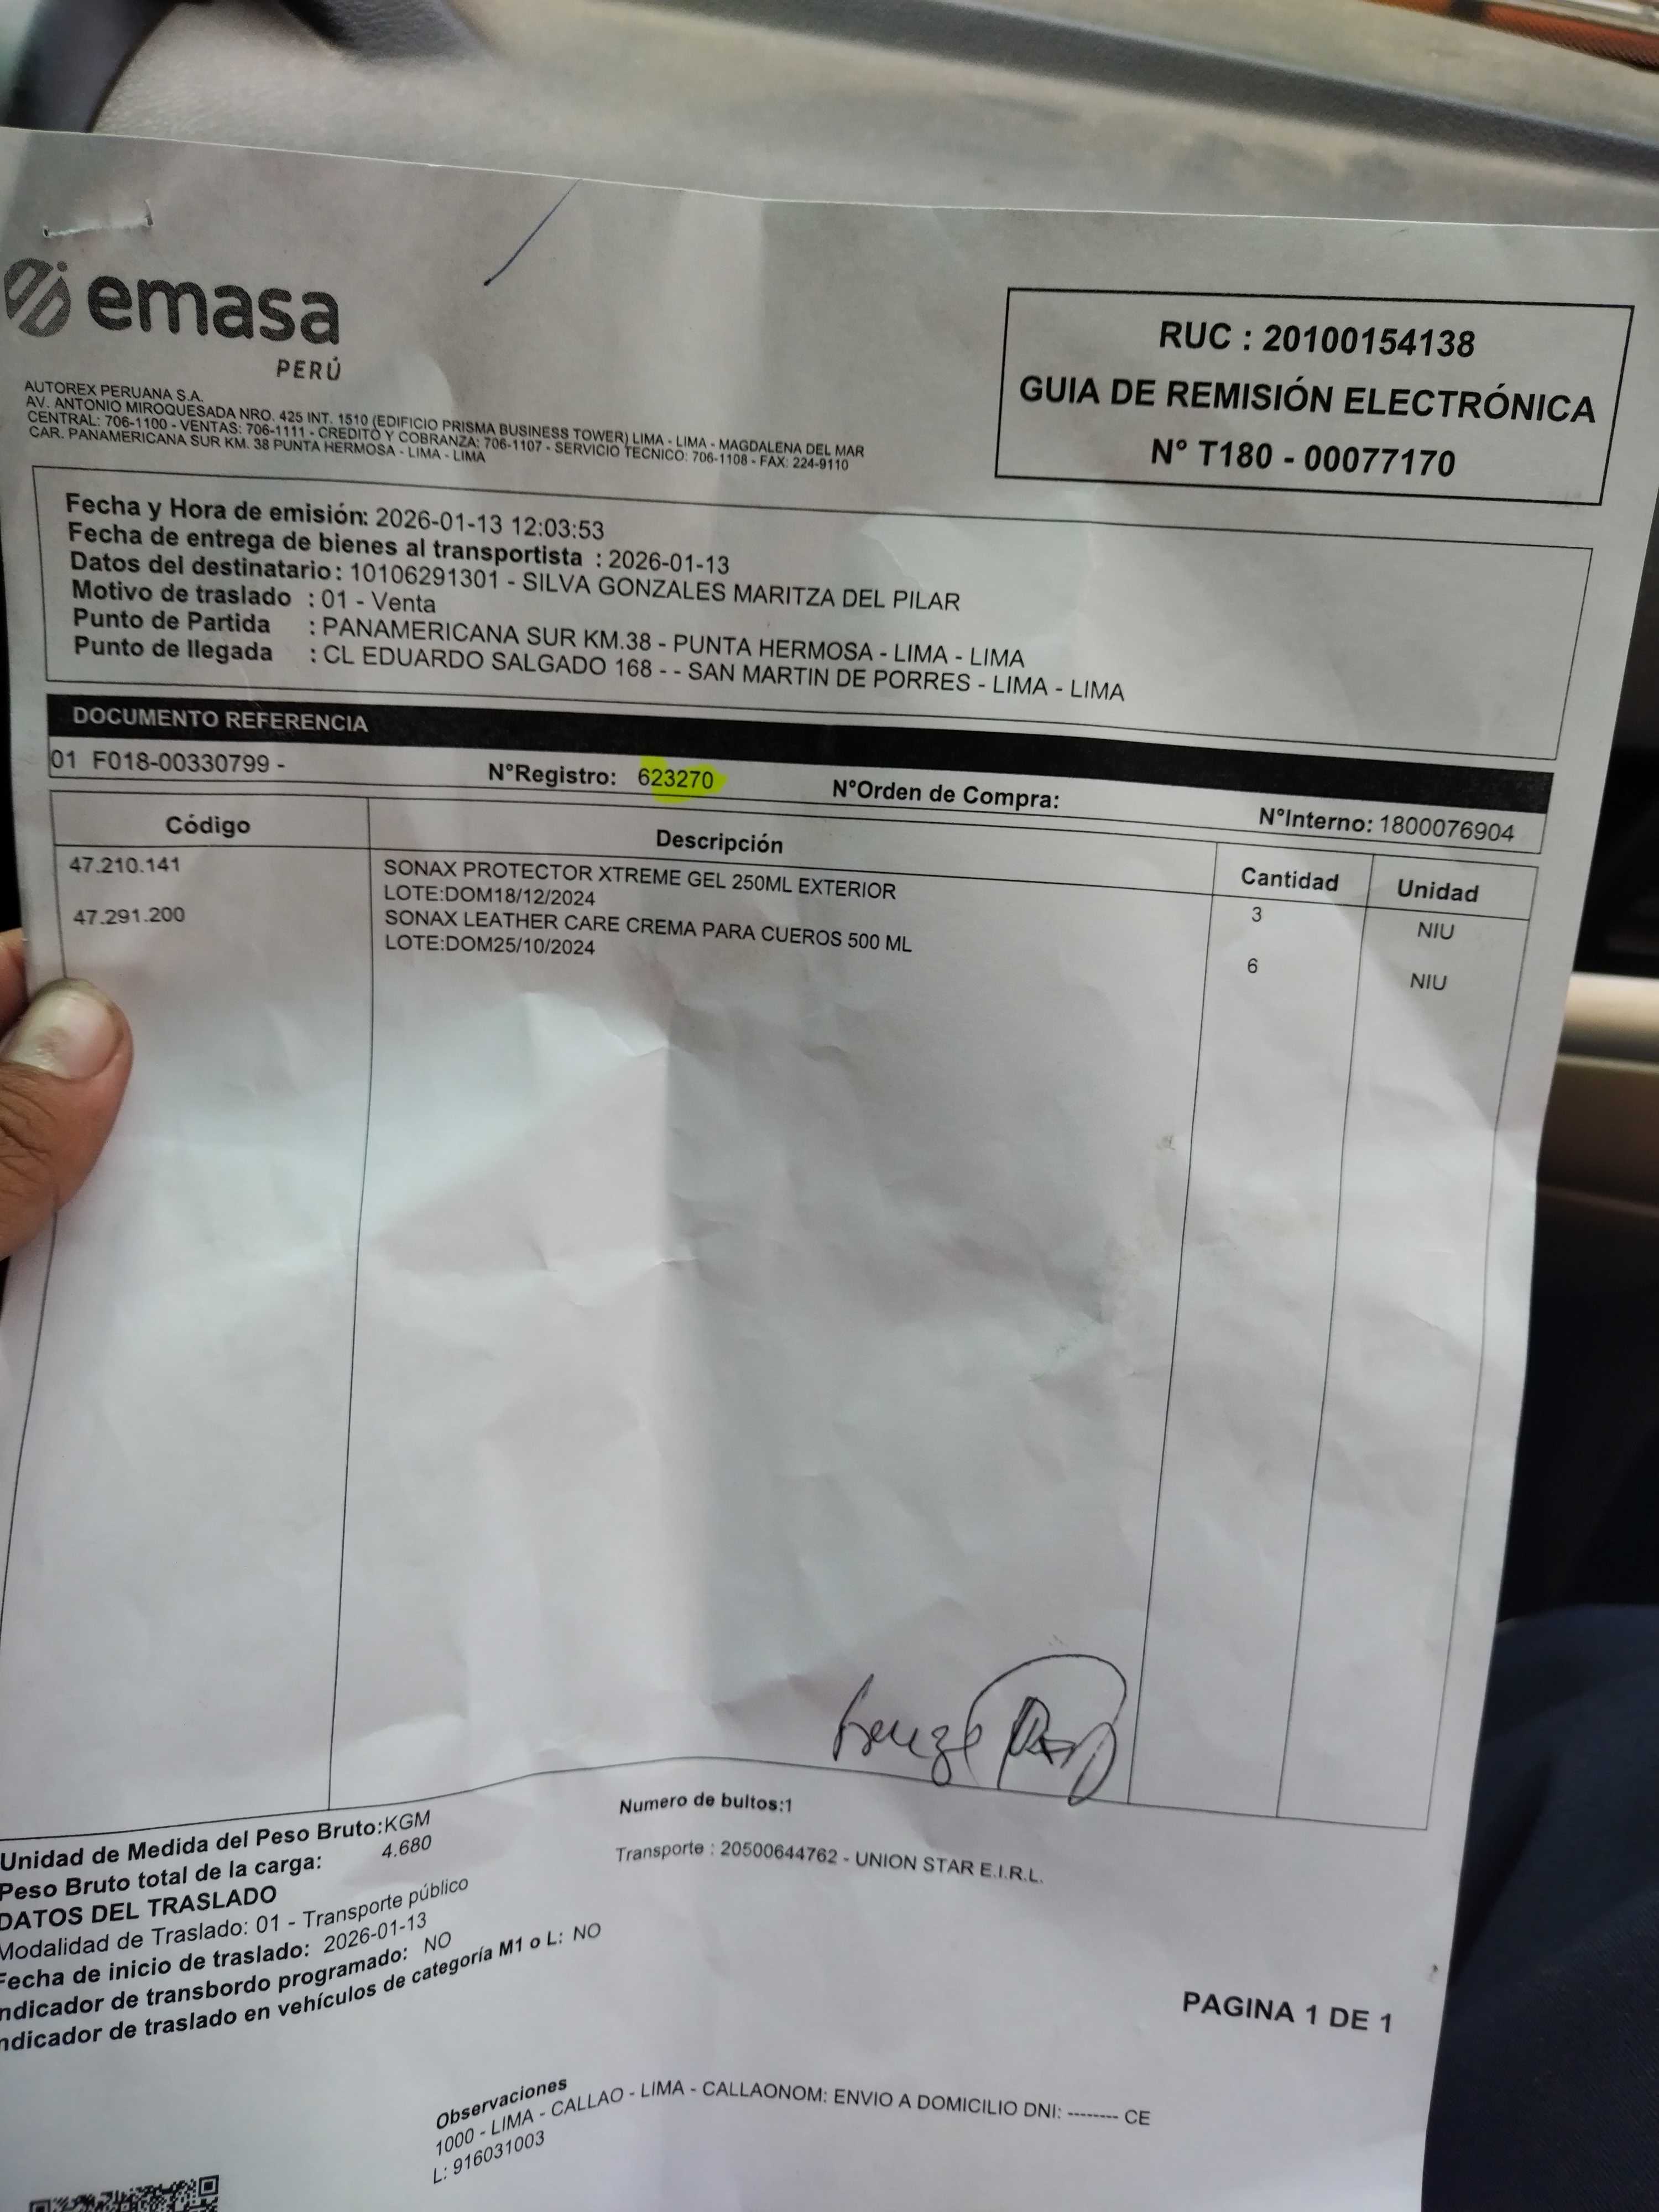 emasa
PERÚ
AUTOREX PERUANA S.A.
AV. ANTONIO MIROQUESADA NRO. 425 INT. 1510 (EDIFICIO PRISMA BUSINESS TOWER) LIMA - LIMA - MAGDALENA DEL MAR
CENTRAL: 706-1100 - VENTAS: 706-1111 - CREDITO Y COBRANZA: 706-1107 - SERVICIO TECNICO: 706-1108 - FAX: 224-9110
CAR. PANAMERICANA SUR KM. 38 PUNTA HERMOSA - LIMA - LIMA
RUC : 20100154138
GUIA DE REMISIÓN ELECTRÓNICA
N° T180 - 00077170
Fecha y Hora de emisión: 2026-01-13 12:03:53
Fecha de entrega de bienes al transportista : 2026-01-13
Datos del destinatario : 10106291301 - SILVA GONZALES MARITZA DEL PILAR
Motivo de traslado : 01 - Venta
Punto de Partida : PANAMERICANA SUR KM.38 - PUNTA HERMOSA - LIMA - LIMA
Punto de llegada : CL EDUARDO SALGADO 168 - - SAN MARTIN DE PORRES - LIMA - LIMA
DOCUMENTO REFERENCIA
01 F018-00330799 - N°Registro: 623270 N°Orden de Compra: N°Interno: 1800076904
Código Descripción Cantidad Unidad
47.210.141 SONAX PROTECTOR XTREME GEL 250ML EXTERIOR 3 NIU
LOTE:DOM18/12/2024
47.291.200 SONAX LEATHER CARE CREMA PARA CUEROS 500 ML 6 NIU
LOTE:DOM25/10/2024
Unidad de Medida del Peso Bruto: KGM
Peso Bruto total de la carga: 4.680
Numero de bultos:1
Transporte : 20500644762 - UNION STAR E.I.R.L.
DATOS DEL TRASLADO
Modalidad de Traslado: 01 - Transporte público
Fecha de inicio de traslado: 2026-01-13
ndicador de transbordo programado: NO
ndicador de traslado en vehículos de categoría M1 o L: NO
PAGINA 1 DE 1
Observaciones
1000 - LIMA - CALLAO - LIMA - CALLAONOM: ENVIO A DOMICILIO DNI: -------- CE
L: 916031003